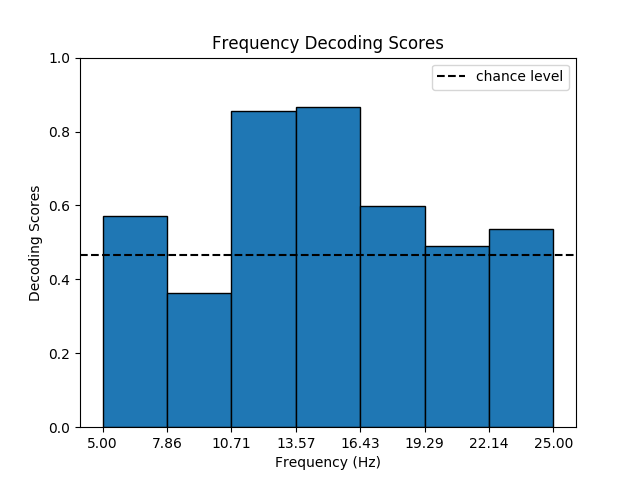 Frequency Decoding Scores
chance level
Decoding Scores
1.0
0.8
0.6
0.4
0.2
0.0
5.00 7.86 10.71 13.57 16.43 19.29 22.14 25.00
Frequency (Hz)